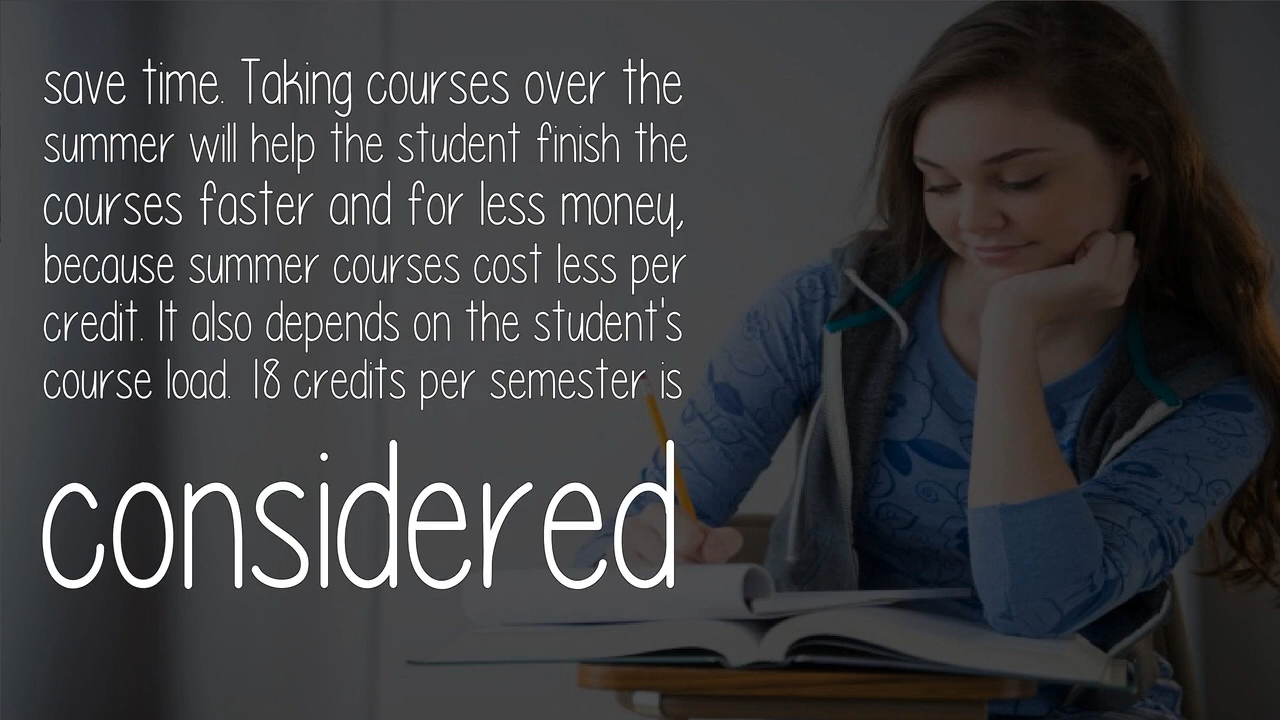 save time. Taking courses over the
summer will help the student finish the
courses faster and for less money,
because summer courses cost less per
credit. It also depends on the student's
course load. 18 credits per semester is
considered